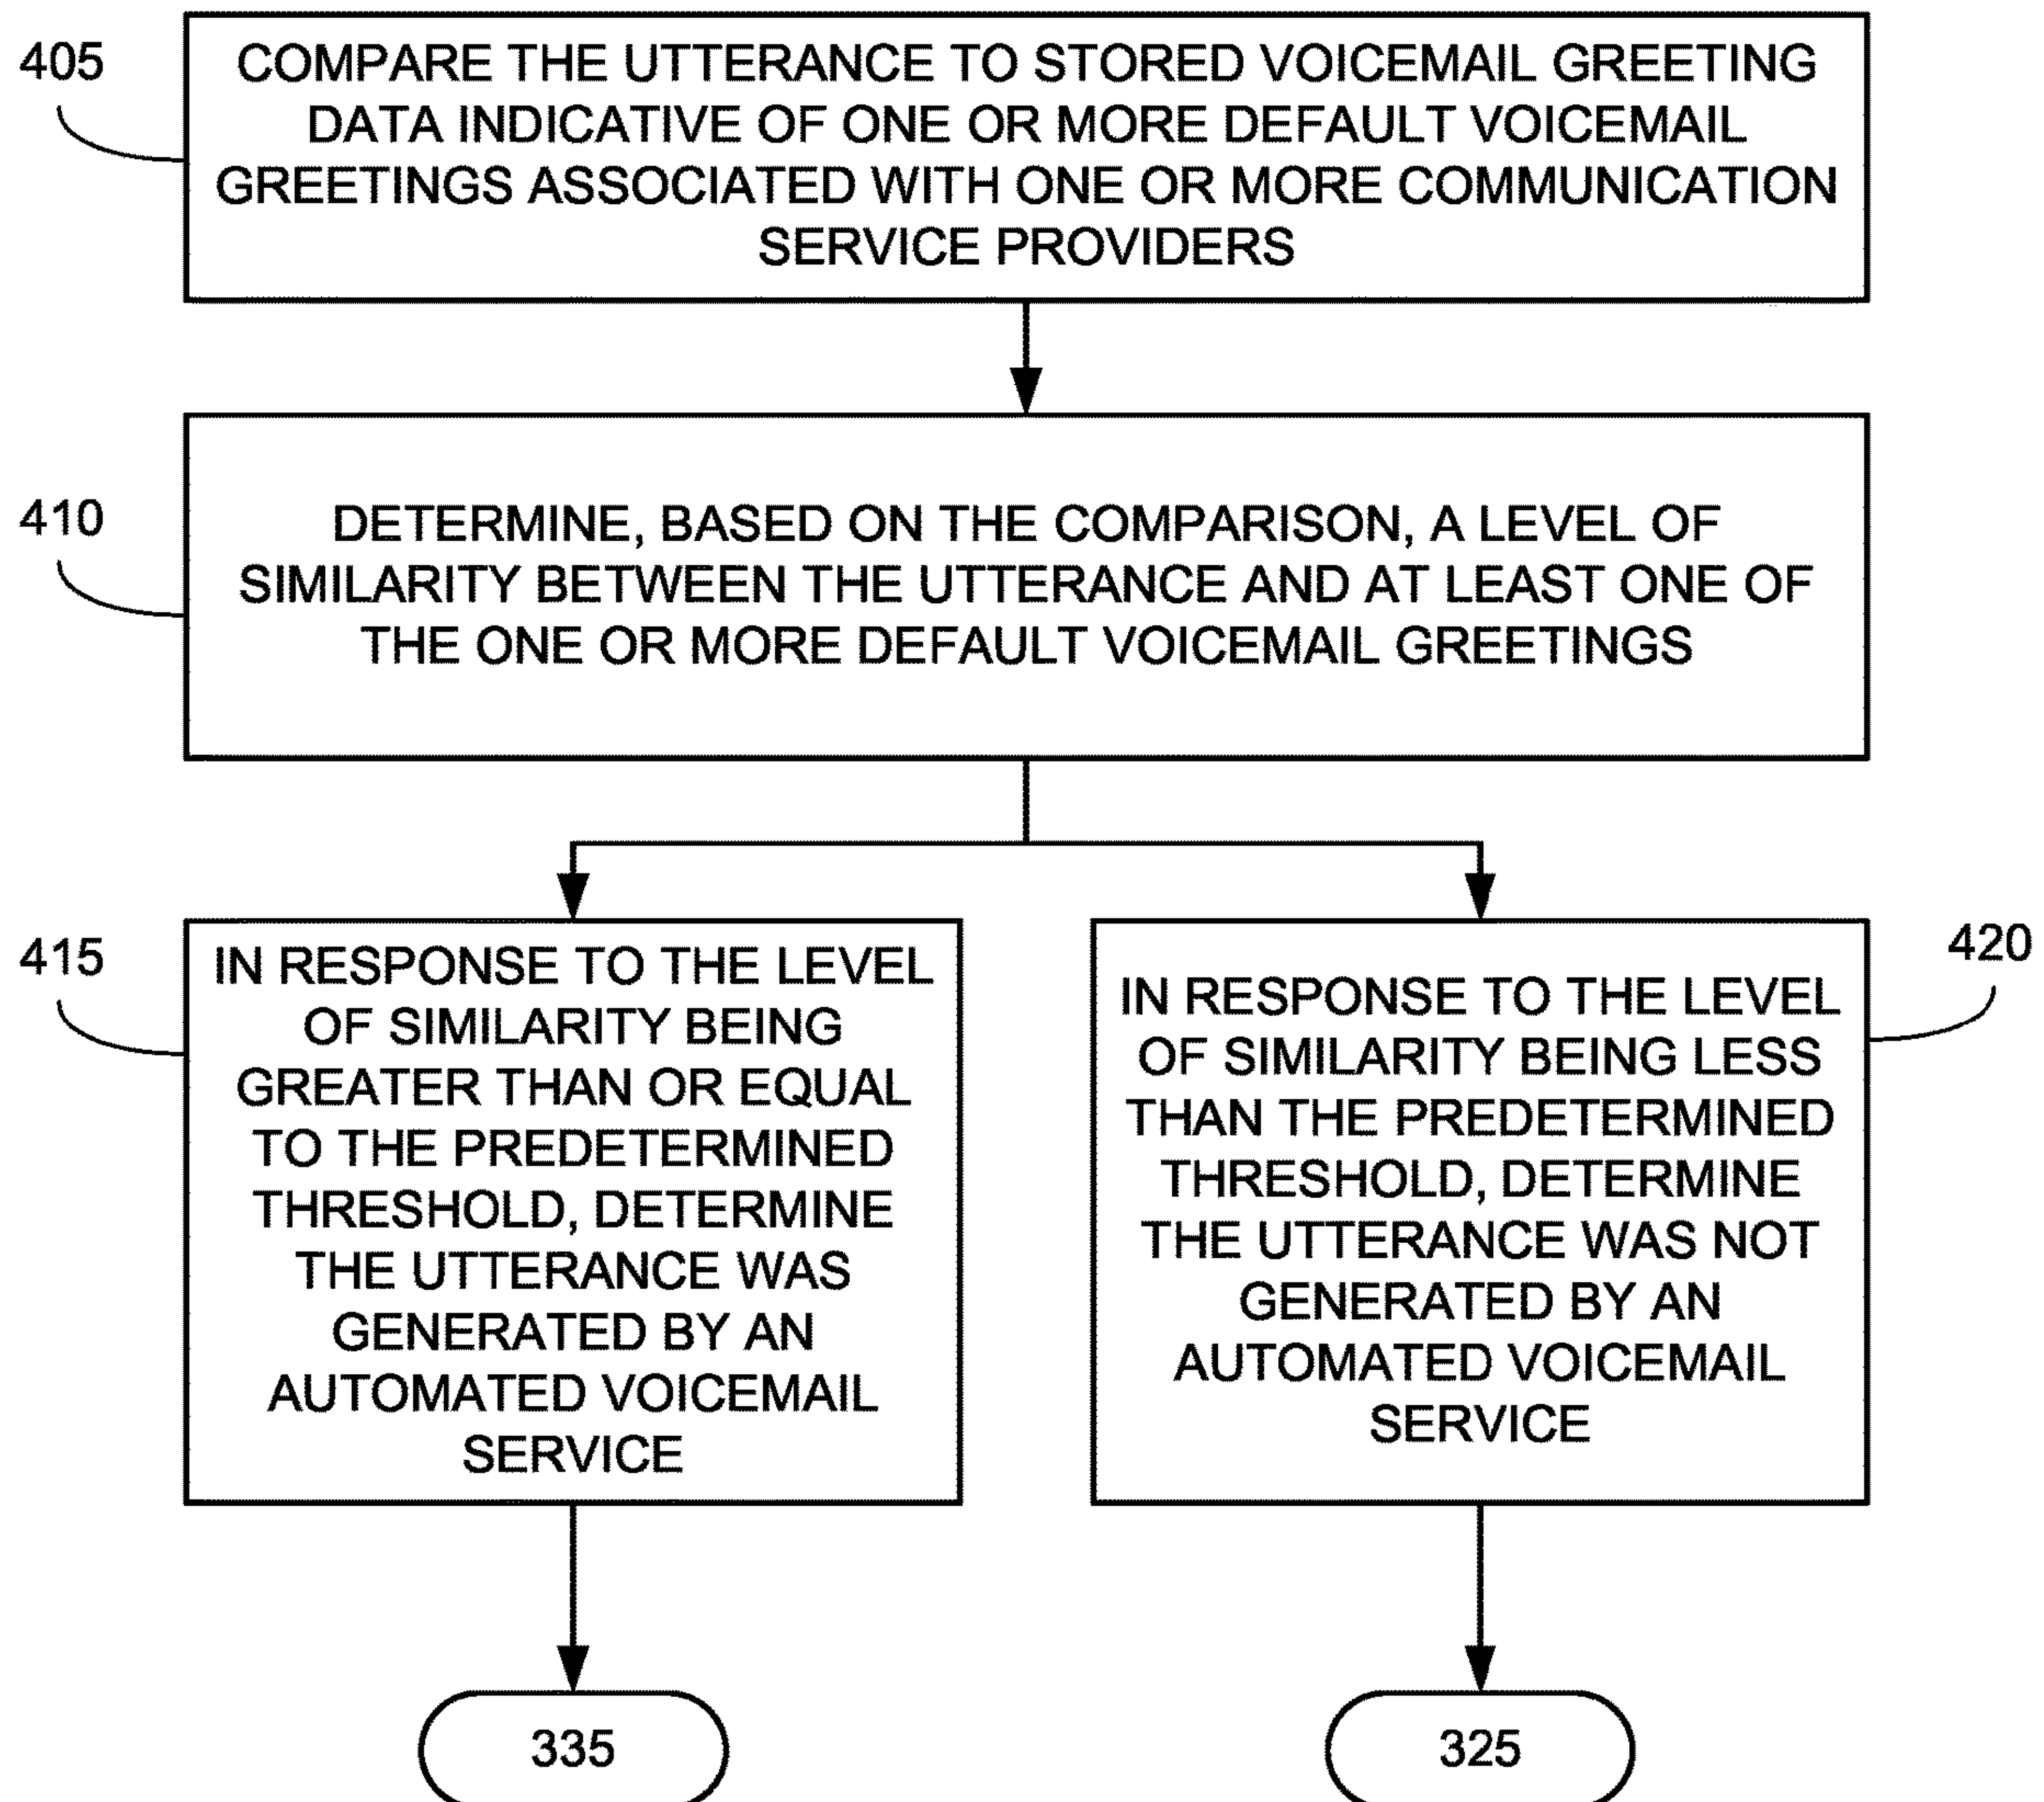 405
COMPARE THE UTTERANCE TO STORED VOICEMAIL GREETING
DATA INDICATIVE OF ONE OR MORE DEFAULT VOICEMAIL
GREETINGS ASSOCIATED WITH ONE OR MORE COMMUNICATION
SERVICE PROVIDERS
410
DETERMINE, BASED ON THE COMPARISON, A LEVEL OF
SIMILARITY BETWEEN THE UTTERANCE AND AT LEAST ONE OF
THE ONE OR MORE DEFAULT VOICEMAIL GREETINGS
415
IN RESPONSE TO THE LEVEL
OF SIMILARITY BEING
GREATER THAN OR EQUAL
TO THE PREDETERMINED
THRESHOLD, DETERMINE
THE UTTERANCE WAS
GENERATED BY AN
AUTOMATED VOICEMAIL
SERVICE
420
IN RESPONSE TO THE LEVEL
OF SIMILARITY BEING LESS
THAN THE PREDETERMINED
THRESHOLD, DETERMINE
THE UTTERANCE WAS NOT
GENERATED BY AN
AUTOMATED VOICEMAIL
SERVICE
335
325